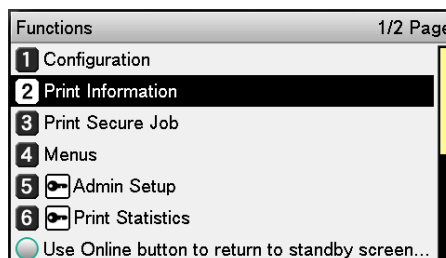 Functions 1/2 Page
1 Configuration
2 Print Information
3 Print Secure Job
4 Menus
5 Admin Setup
6 Print Statistics
Use Online button to return to standby screen...